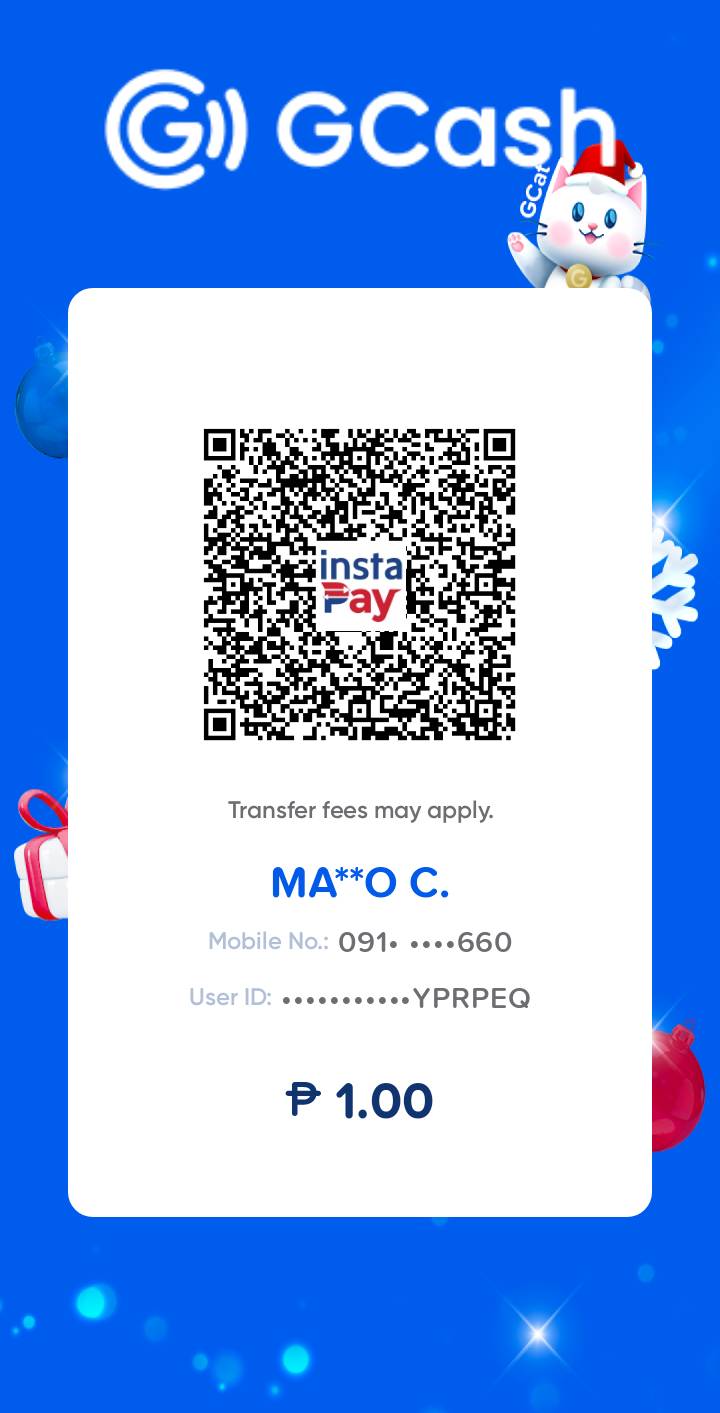 GCash
GCat
insta
Pay
Transfer fees may apply.
MA**O C.
Mobile No.: 091• ••••660
User ID: •••••••••••YPRPEQ
₱ 1.00